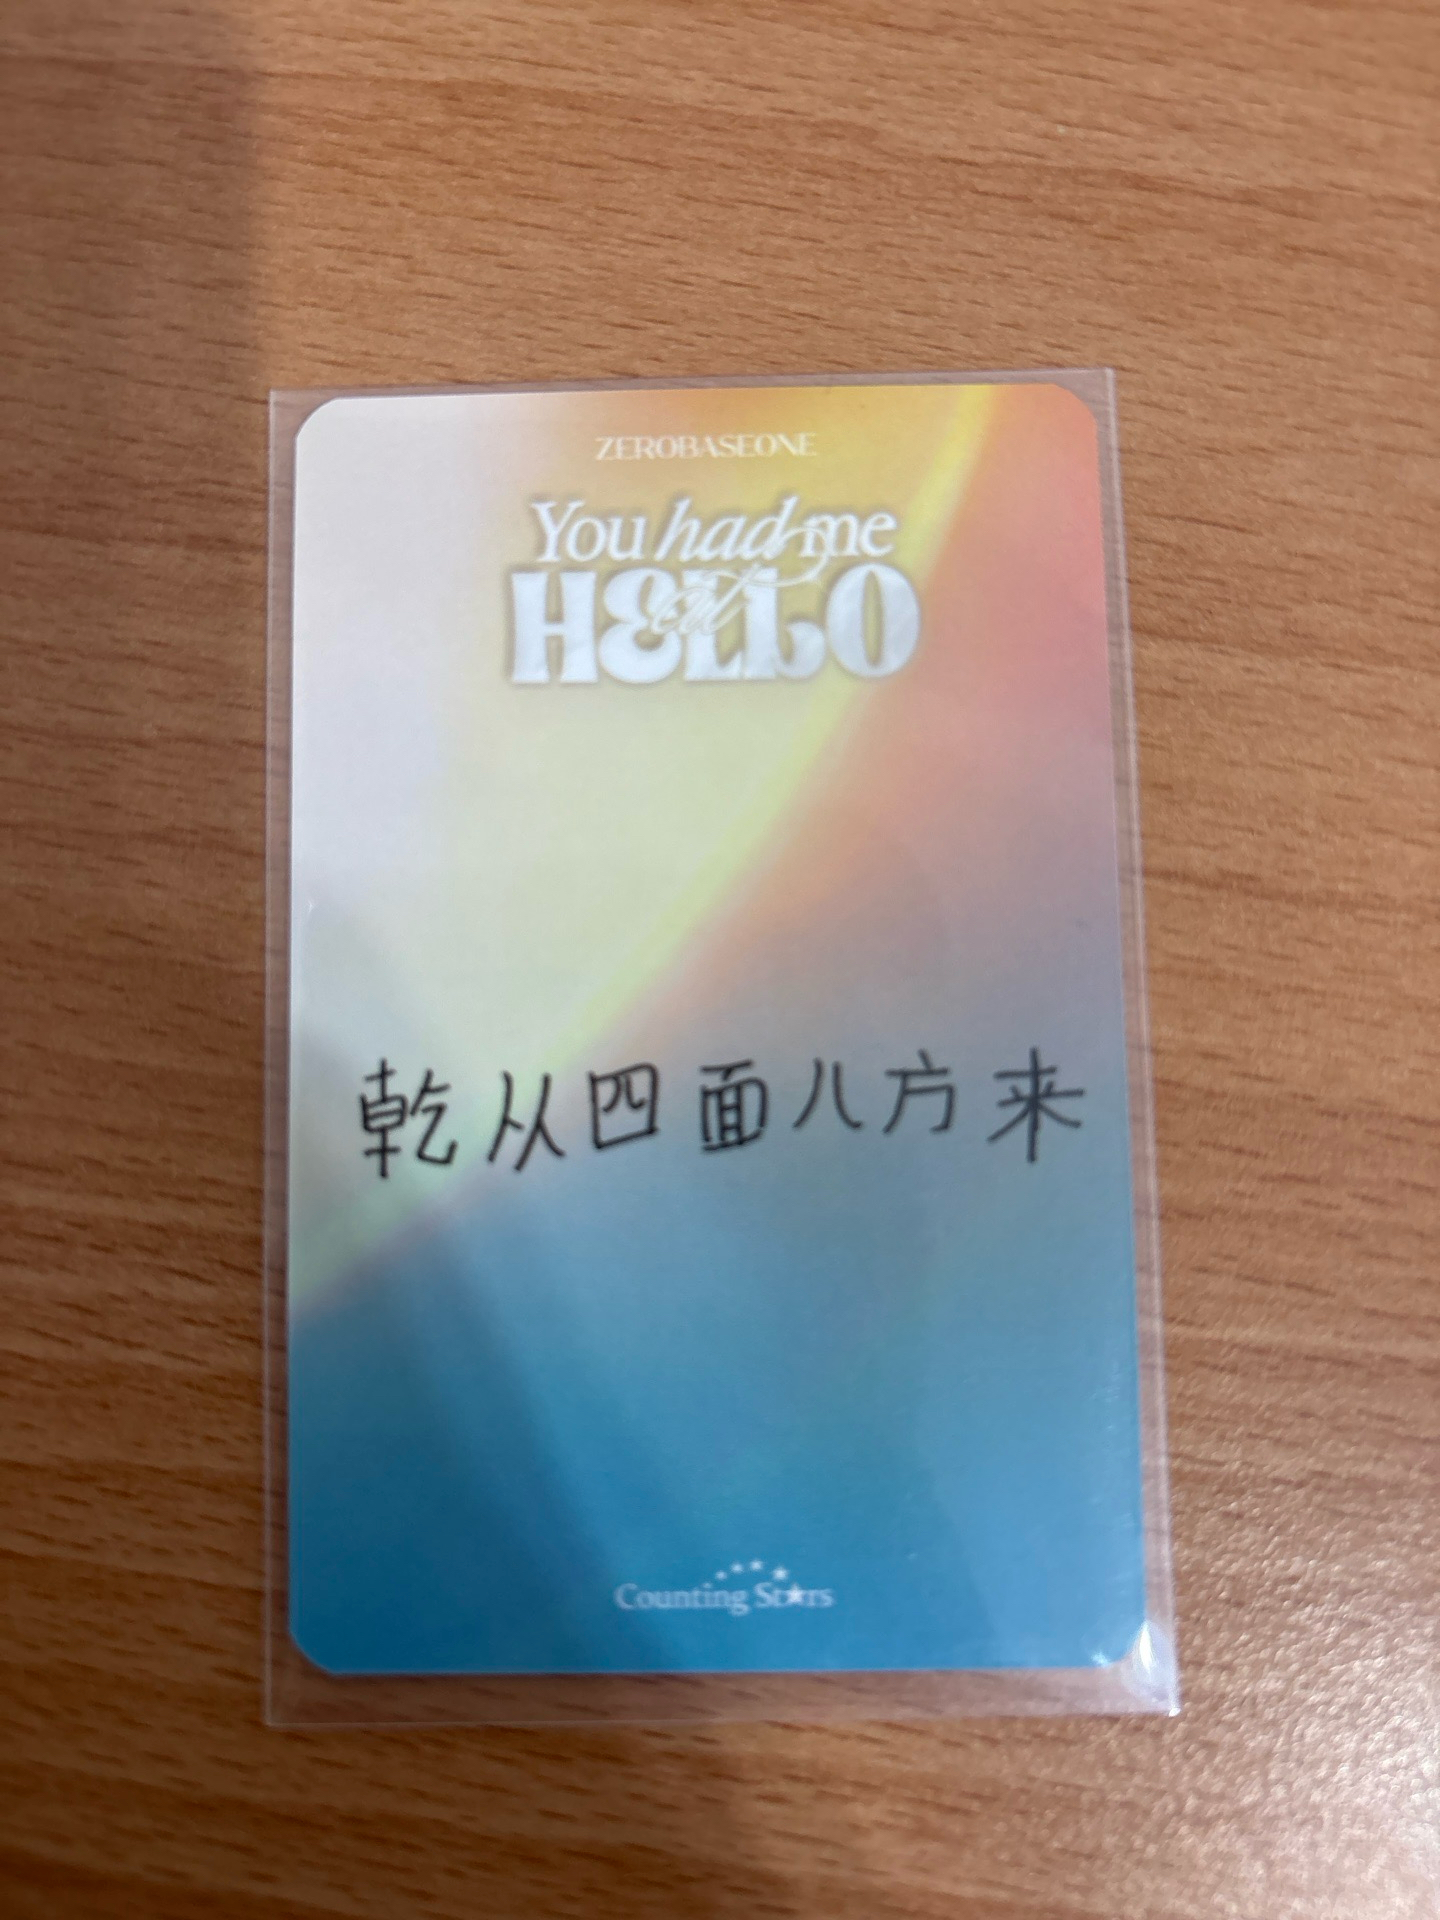 ZEROBASEONE
You had me
at
HELLO
乾从四面八方来
Counting Stars